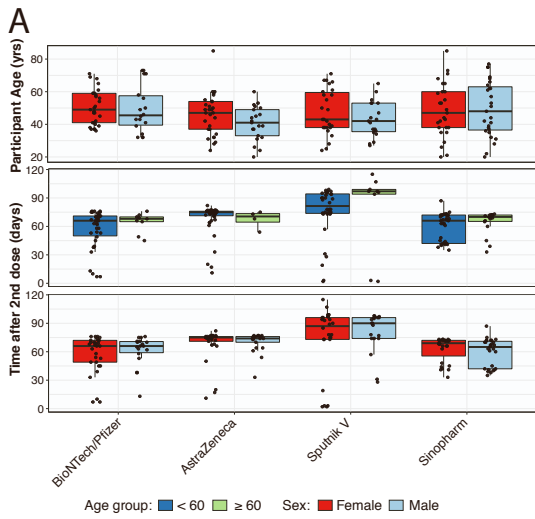 A
Participant Age (yrs)
80
60
40
20
Time after 2nd dose (days)
120
90
60
30
0
120
90
60
30
0
BioNTech/Pfizer
AstraZeneca
Sputnik V
Sinopharm
Age group: < 60 ≥ 60 Sex: Female Male